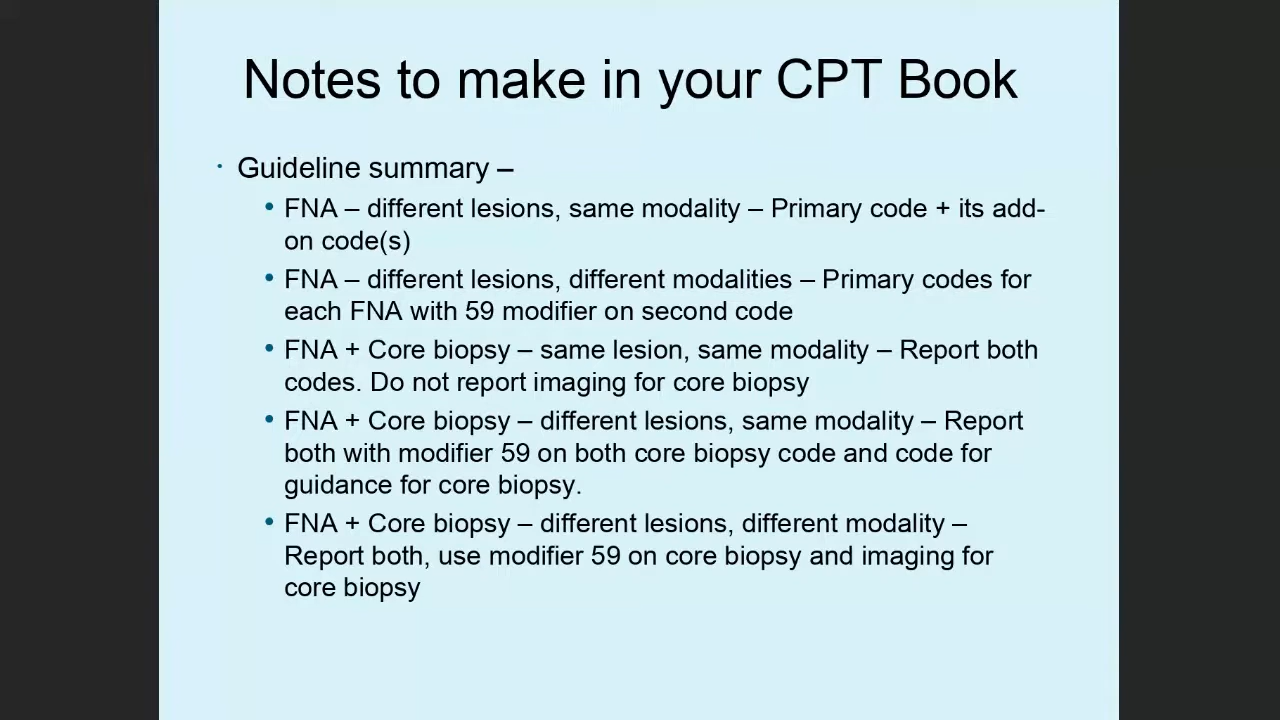 Notes to make in your CPT Book
• Guideline summary –
• FNA – different lesions, same modality – Primary code + its add-
on code(s)
• FNA – different lesions, different modalities – Primary codes for
each FNA with 59 modifier on second code
• FNA + Core biopsy – same lesion, same modality – Report both
codes. Do not report imaging for core biopsy
• FNA + Core biopsy – different lesions, same modality – Report
both with modifier 59 on both core biopsy code and code for
guidance for core biopsy.
• FNA + Core biopsy – different lesions, different modality –
Report both, use modifier 59 on core biopsy and imaging for
core biopsy